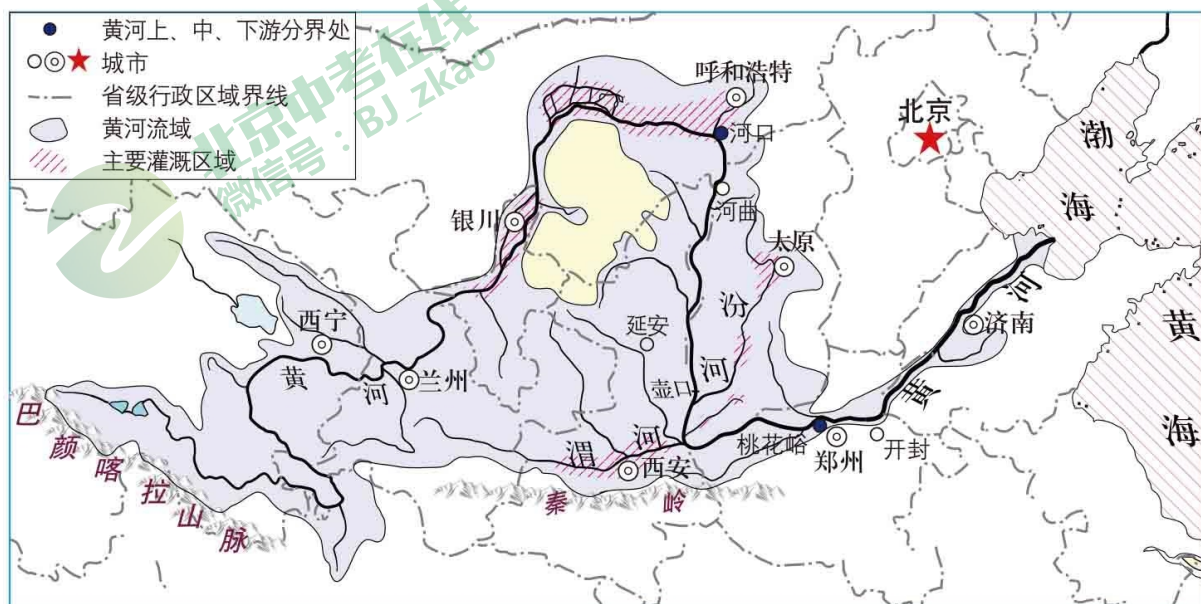 黄河上、中、下游分界处
城市
省级行政区域界线
黄河流域
主要灌溉区域
北京中考在线
微信号：BJ_zkao
呼和浩特
河口
北京
渤海
河曲
银川
太原
汾河
延安
西宁
兰州
黄河
壶口
济南
黄河
黄海
渭河
西安
桃花峪
郑州
开封
巴颜喀拉山脉
秦岭